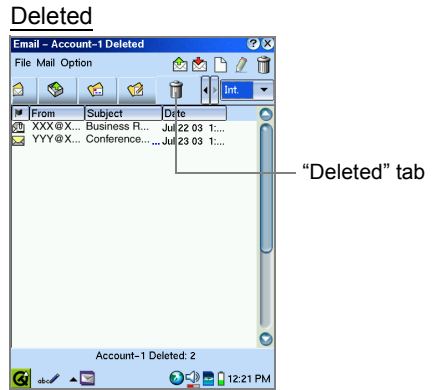 Deleted
Email – Account–1 Deleted
File Mail Option
Int.
From Subject Date
XXX@X... Business R... Jul 22 03 1:...
YYY@X... Conference... ... Jul 23 03 1:...
"Deleted" tab
Account–1 Deleted: 2
abc 12:21 PM